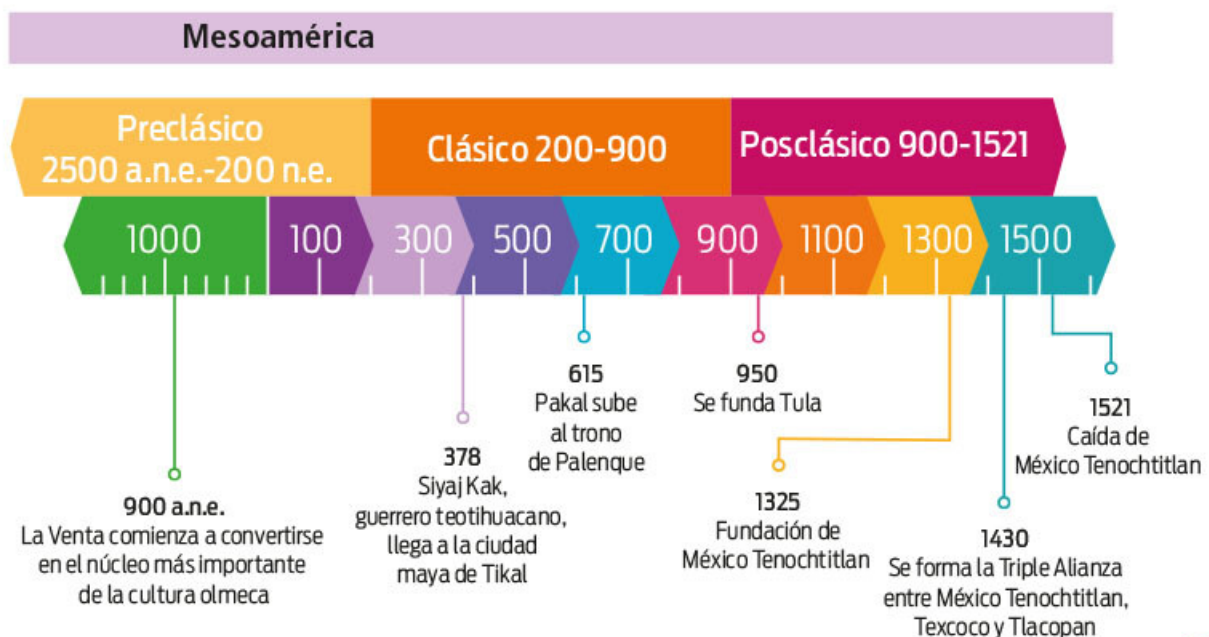 Mesoamérica
Preclásico
2500 a.n.e.-200 n.e.
Clásico 200-900
Posclásico 900-1521
1000
100
300
500
700
900
1100
1300
1500
900 a.n.e.
La Venta comienza a convertirse
en el núcleo más importante
de la cultura olmeca
378
Siyaj Kak,
guerrero teotihuacano,
llega a la ciudad
maya de Tikal
615
Pakal sube
al trono
de Palenque
950
Se funda Tula
1325
Fundación de
México Tenochtitlan
1430
Se forma la Triple Alianza
entre México Tenochtitlan,
Texcoco y Tlacopan
1521
Caída de
México Tenochtitlan